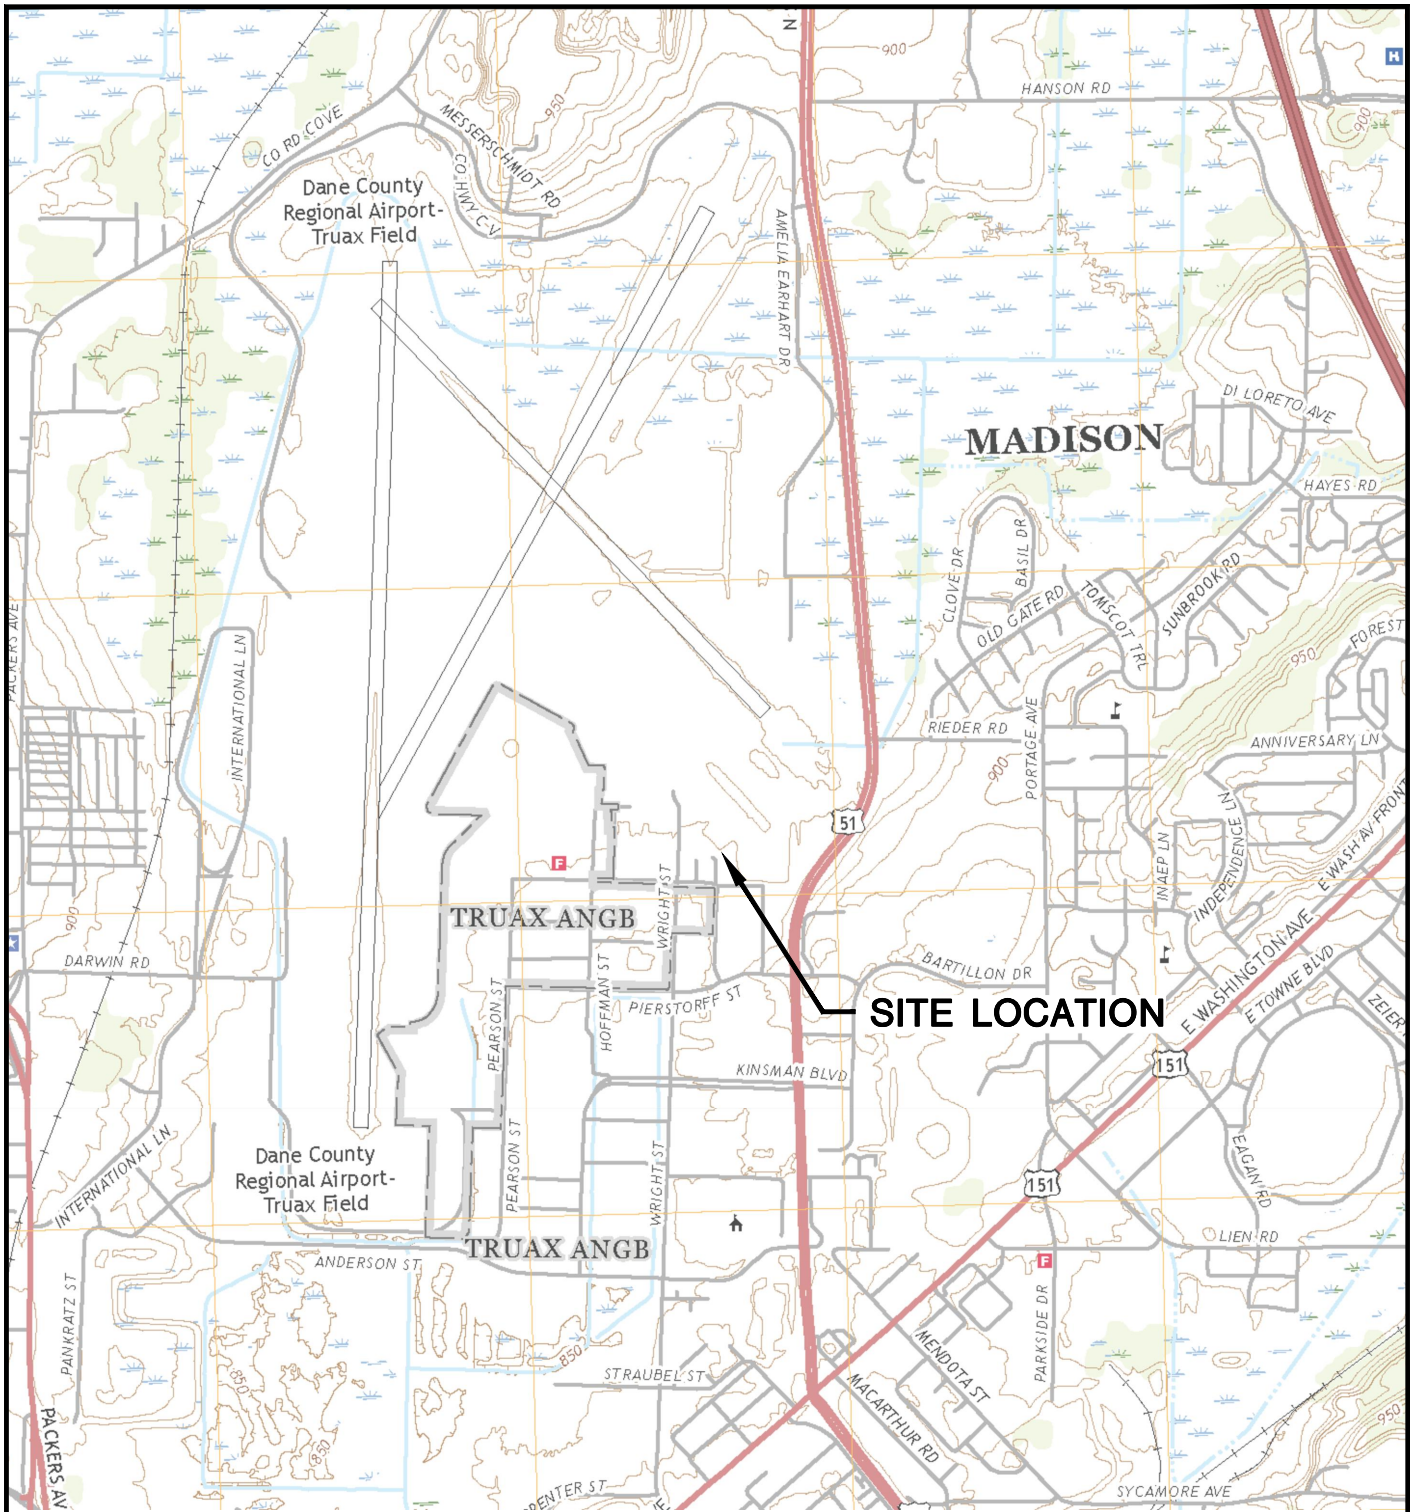 HANSON RD
900
H
CO RD COVE
MESSERSCHMIDT RD
950
CO HWY C-V
900
Dane County
Regional Airport-
Truax Field
AMELIA EARHART DR
MADISON
DI LORETO AVE
HAYES RD
CLOVE DR
BASIL DR
OLD GATE RD
TOMSCOT TRL
SUNBROOK RD
950
FOREST
PACKERS AVE
INTERNATIONAL LN
RIEDER RD
900
PORTAGE AVE
ANNIVERSARY LN
51
INDEPENDENCE LN
INAEP LN
E WASH AV FRONT
F
TRUAX ANGB
WRIGHT ST
900
DARWIN RD
PEARSON ST
HOFFMAN ST
PIERSTORFF ST
BARTILLON DR
SITE LOCATION
E WASHINGTON AVE
E TOWNE BLVD
ZEIER
151
KINSMAN BLVD
INTERNATIONAL LN
Dane County
Regional Airport-
Truax Field
PEARSON ST
WRIGHT ST
151
EAGAN RD
LIEN RD
TRUAX ANGB
ANDERSON ST
F
PANKRATZ ST
850
850
850
STRAUBEL ST
PARKSIDE DR
MENDOTA ST
MACARTHUR RD
950
PACKERS AV
SYCAMORE AVE